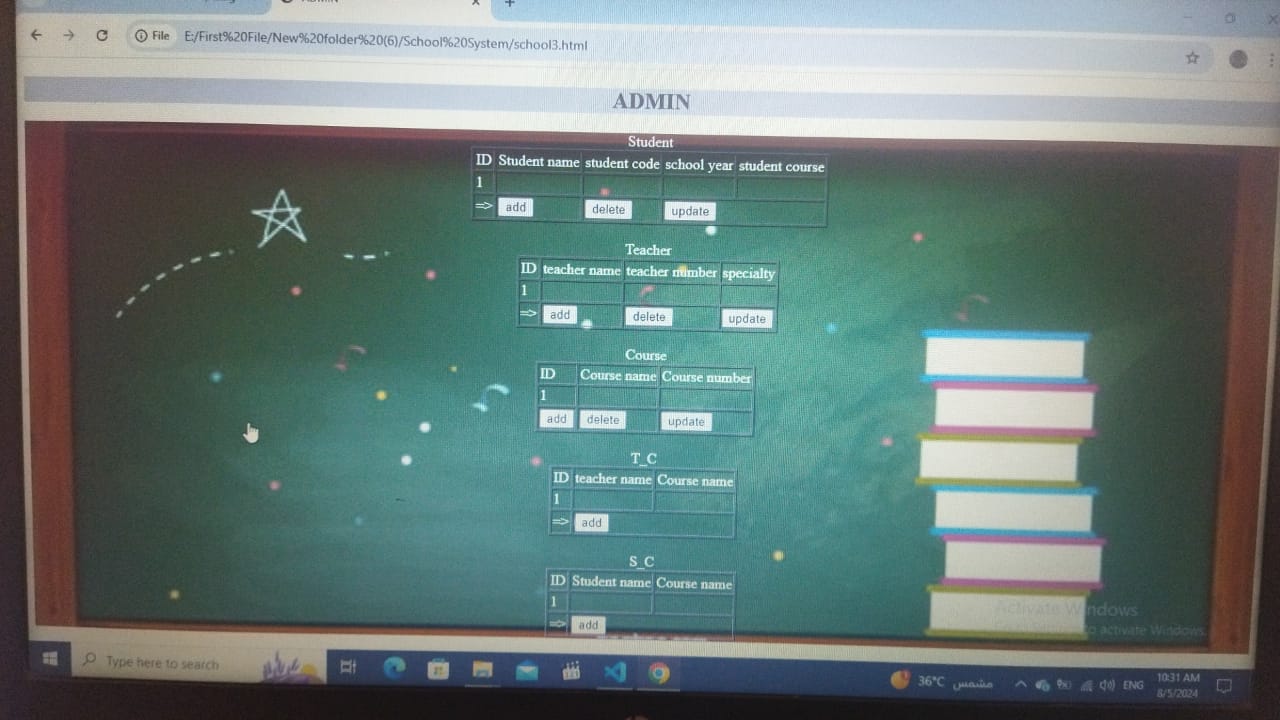 ADMIN
File E:/First%20File/New%20folder%20(6)/School%20System/school3.html
ADMIN
Student
ID Student name student code school year student course
1
=> add delete update
Teacher
ID teacher name teacher number specialty
1
=> add delete update
Course
ID Course name Course number
1
add delete update
T_C
ID teacher name Course name
1
=> add
S_C
ID Student name Course name
1
=> add
Activate Windows
to activate Windows.
Type here to search
36°C مشمس ENG 10:31 AM
8/5/2024